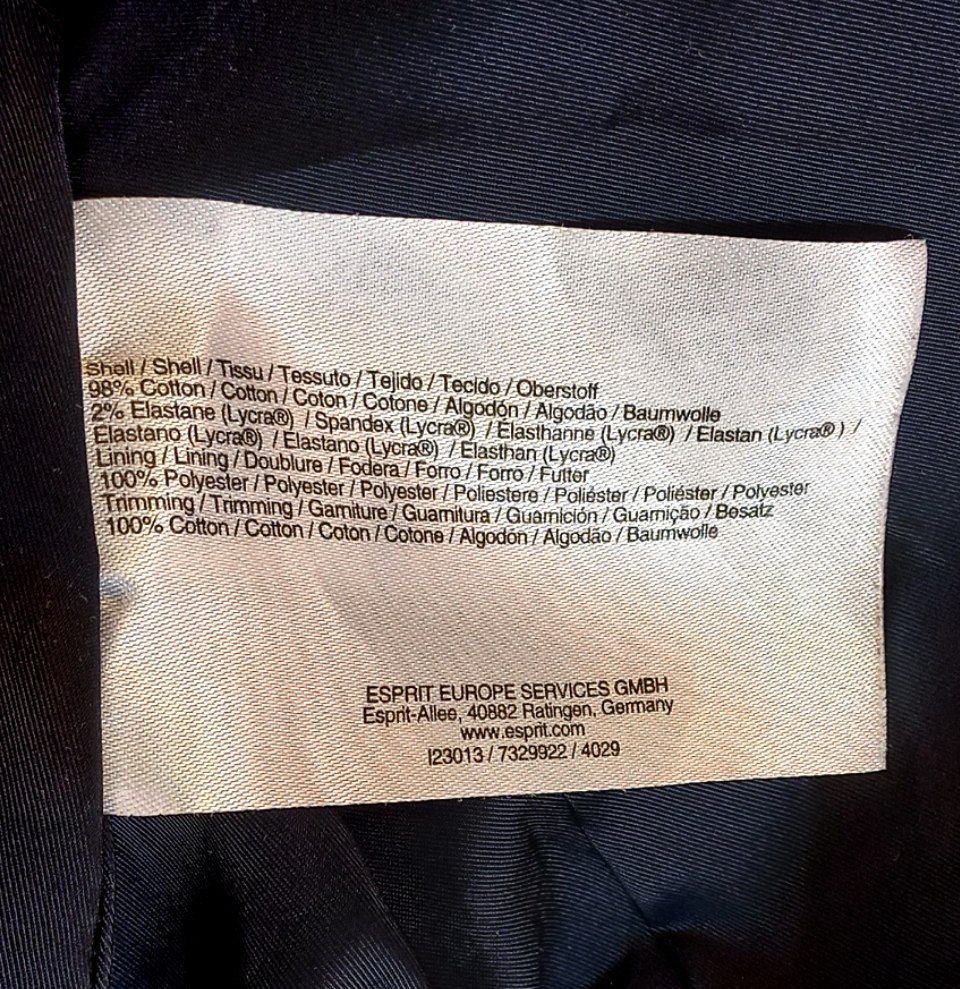 Shell / Shell / Tissu / Tessuto / Tejido / Tecido / Oberstoff
98% Cotton / Cotton / Coton / Cotone / Algodón / Algodão / Baumwolle
2% Elastane (Lycra®) / Spandex (Lycra®) / Elasthanne (Lycra®) / Elastan (Lycra® ) /
Elastano (Lycra®) / Elastano (Lycra®) / Elasthan (Lycra®)
Lining / Lining / Doublure / Fodera / Forro / Forro / Futter
100% Polyester / Polyester / Polyester / Poliestere / Poliéster / Poliéster / Polyester
Trimming / Trimming / Garniture / Guarnitura / Guarnición / Guarnição / Besatz
100% Cotton / Cotton / Coton / Cotone / Algodón / Algodão / Baumwolle
ESPRIT EUROPE SERVICES GMBH
Esprit-Allee, 40882 Ratingen, Germany
www.esprit.com
I23013 / 7329922 / 4029